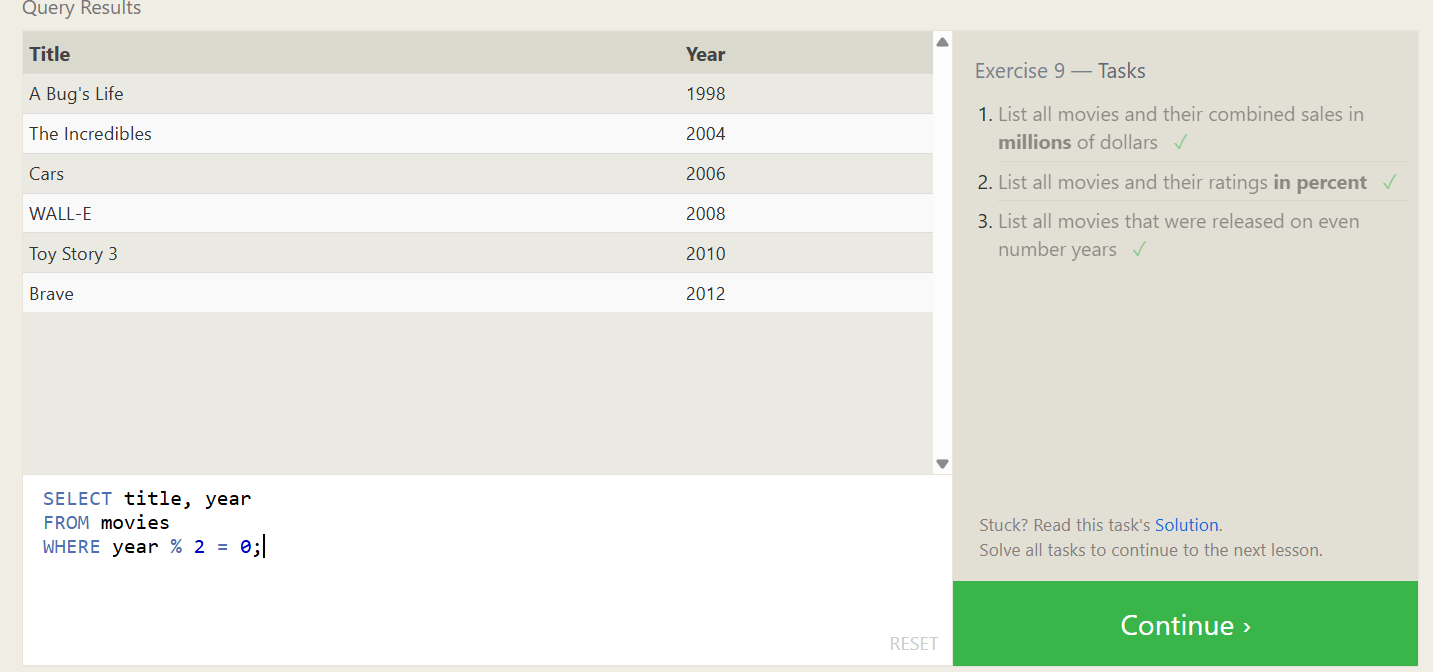 Query Results
Title Year
A Bug's Life 1998
The Incredibles 2004
Cars 2006
WALL-E 2008
Toy Story 3 2010
Brave 2012
SELECT title, year
FROM movies
WHERE year % 2 = 0;
RESET
Exercise 9 — Tasks
1. List all movies and their combined sales in
millions of dollars ✓
2. List all movies and their ratings in percent ✓
3. List all movies that were released on even
number years ✓
Stuck? Read this task's Solution.
Solve all tasks to continue to the next lesson.
Continue ›